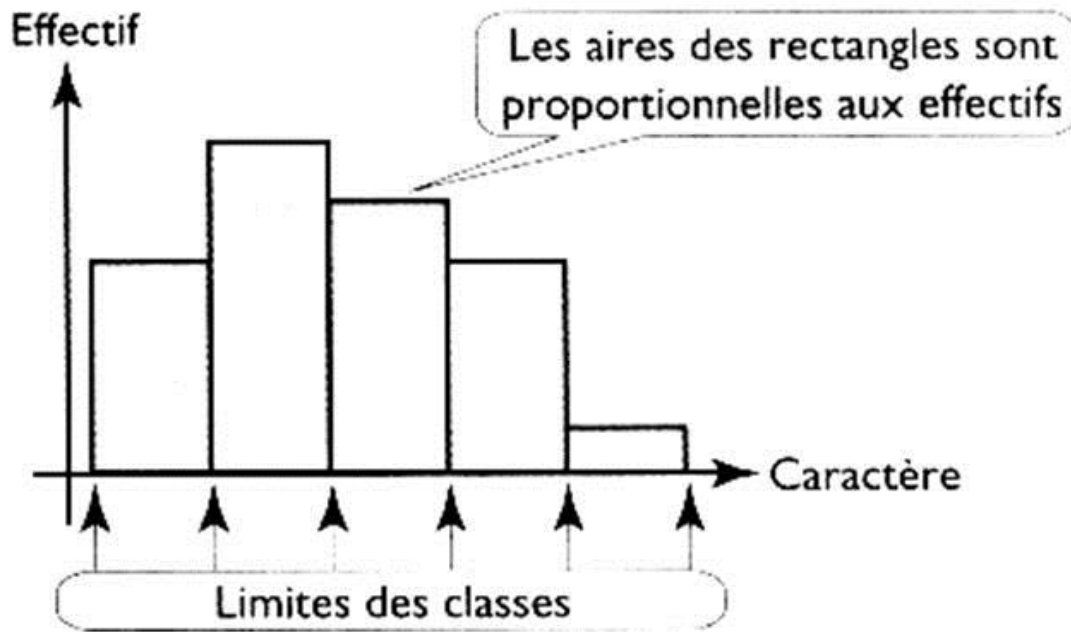 Effectif
Les aires des rectangles sont
proportionnelles aux effectifs
Caractère
Limites des classes